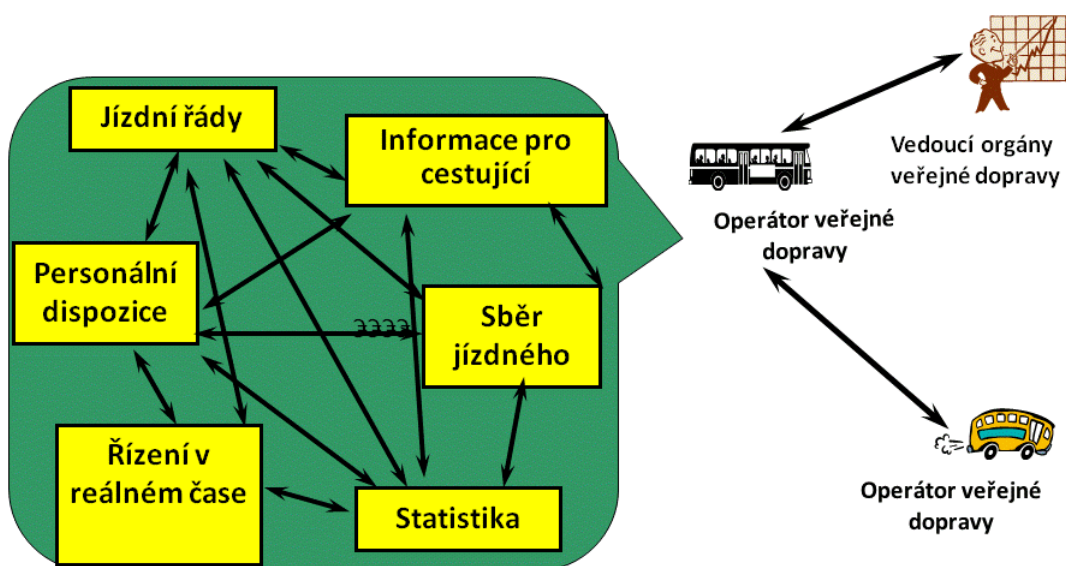 Jízdní řády
Informace pro
cestující
Personální
dispozice
Sběr
jízdného
Řízení v
reálném čase
Statistika
Vedoucí orgány
veřejné dopravy
Operátor veřejné
dopravy
Operátor veřejné
dopravy